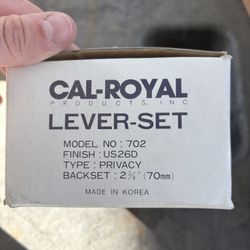 CAL-ROYAL
PRODUCTS, INC.
LEVER-SET
MODEL NO : 702
FINISH : US26D
TYPE : PRIVACY
BACKSET : 2¾" (70mm)
MADE IN KOREA